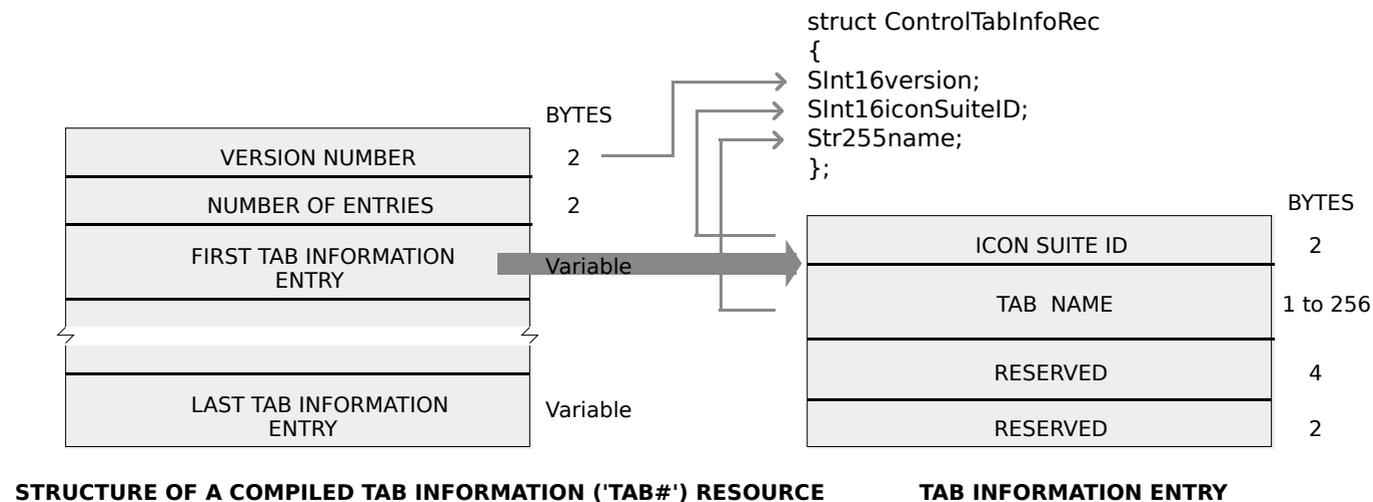 struct ControlTabInfoRec
{
SInt16version;
SInt16iconSuiteID;
Str255name;
};
BYTES
VERSION NUMBER 2
NUMBER OF ENTRIES 2
FIRST TAB INFORMATION
ENTRY
Variable
LAST TAB INFORMATION
ENTRY
Variable
STRUCTURE OF A COMPILED TAB INFORMATION ('TAB#') RESOURCE
BYTES
ICON SUITE ID 2
TAB NAME 1 to 256
RESERVED 4
RESERVED 2
TAB INFORMATION ENTRY